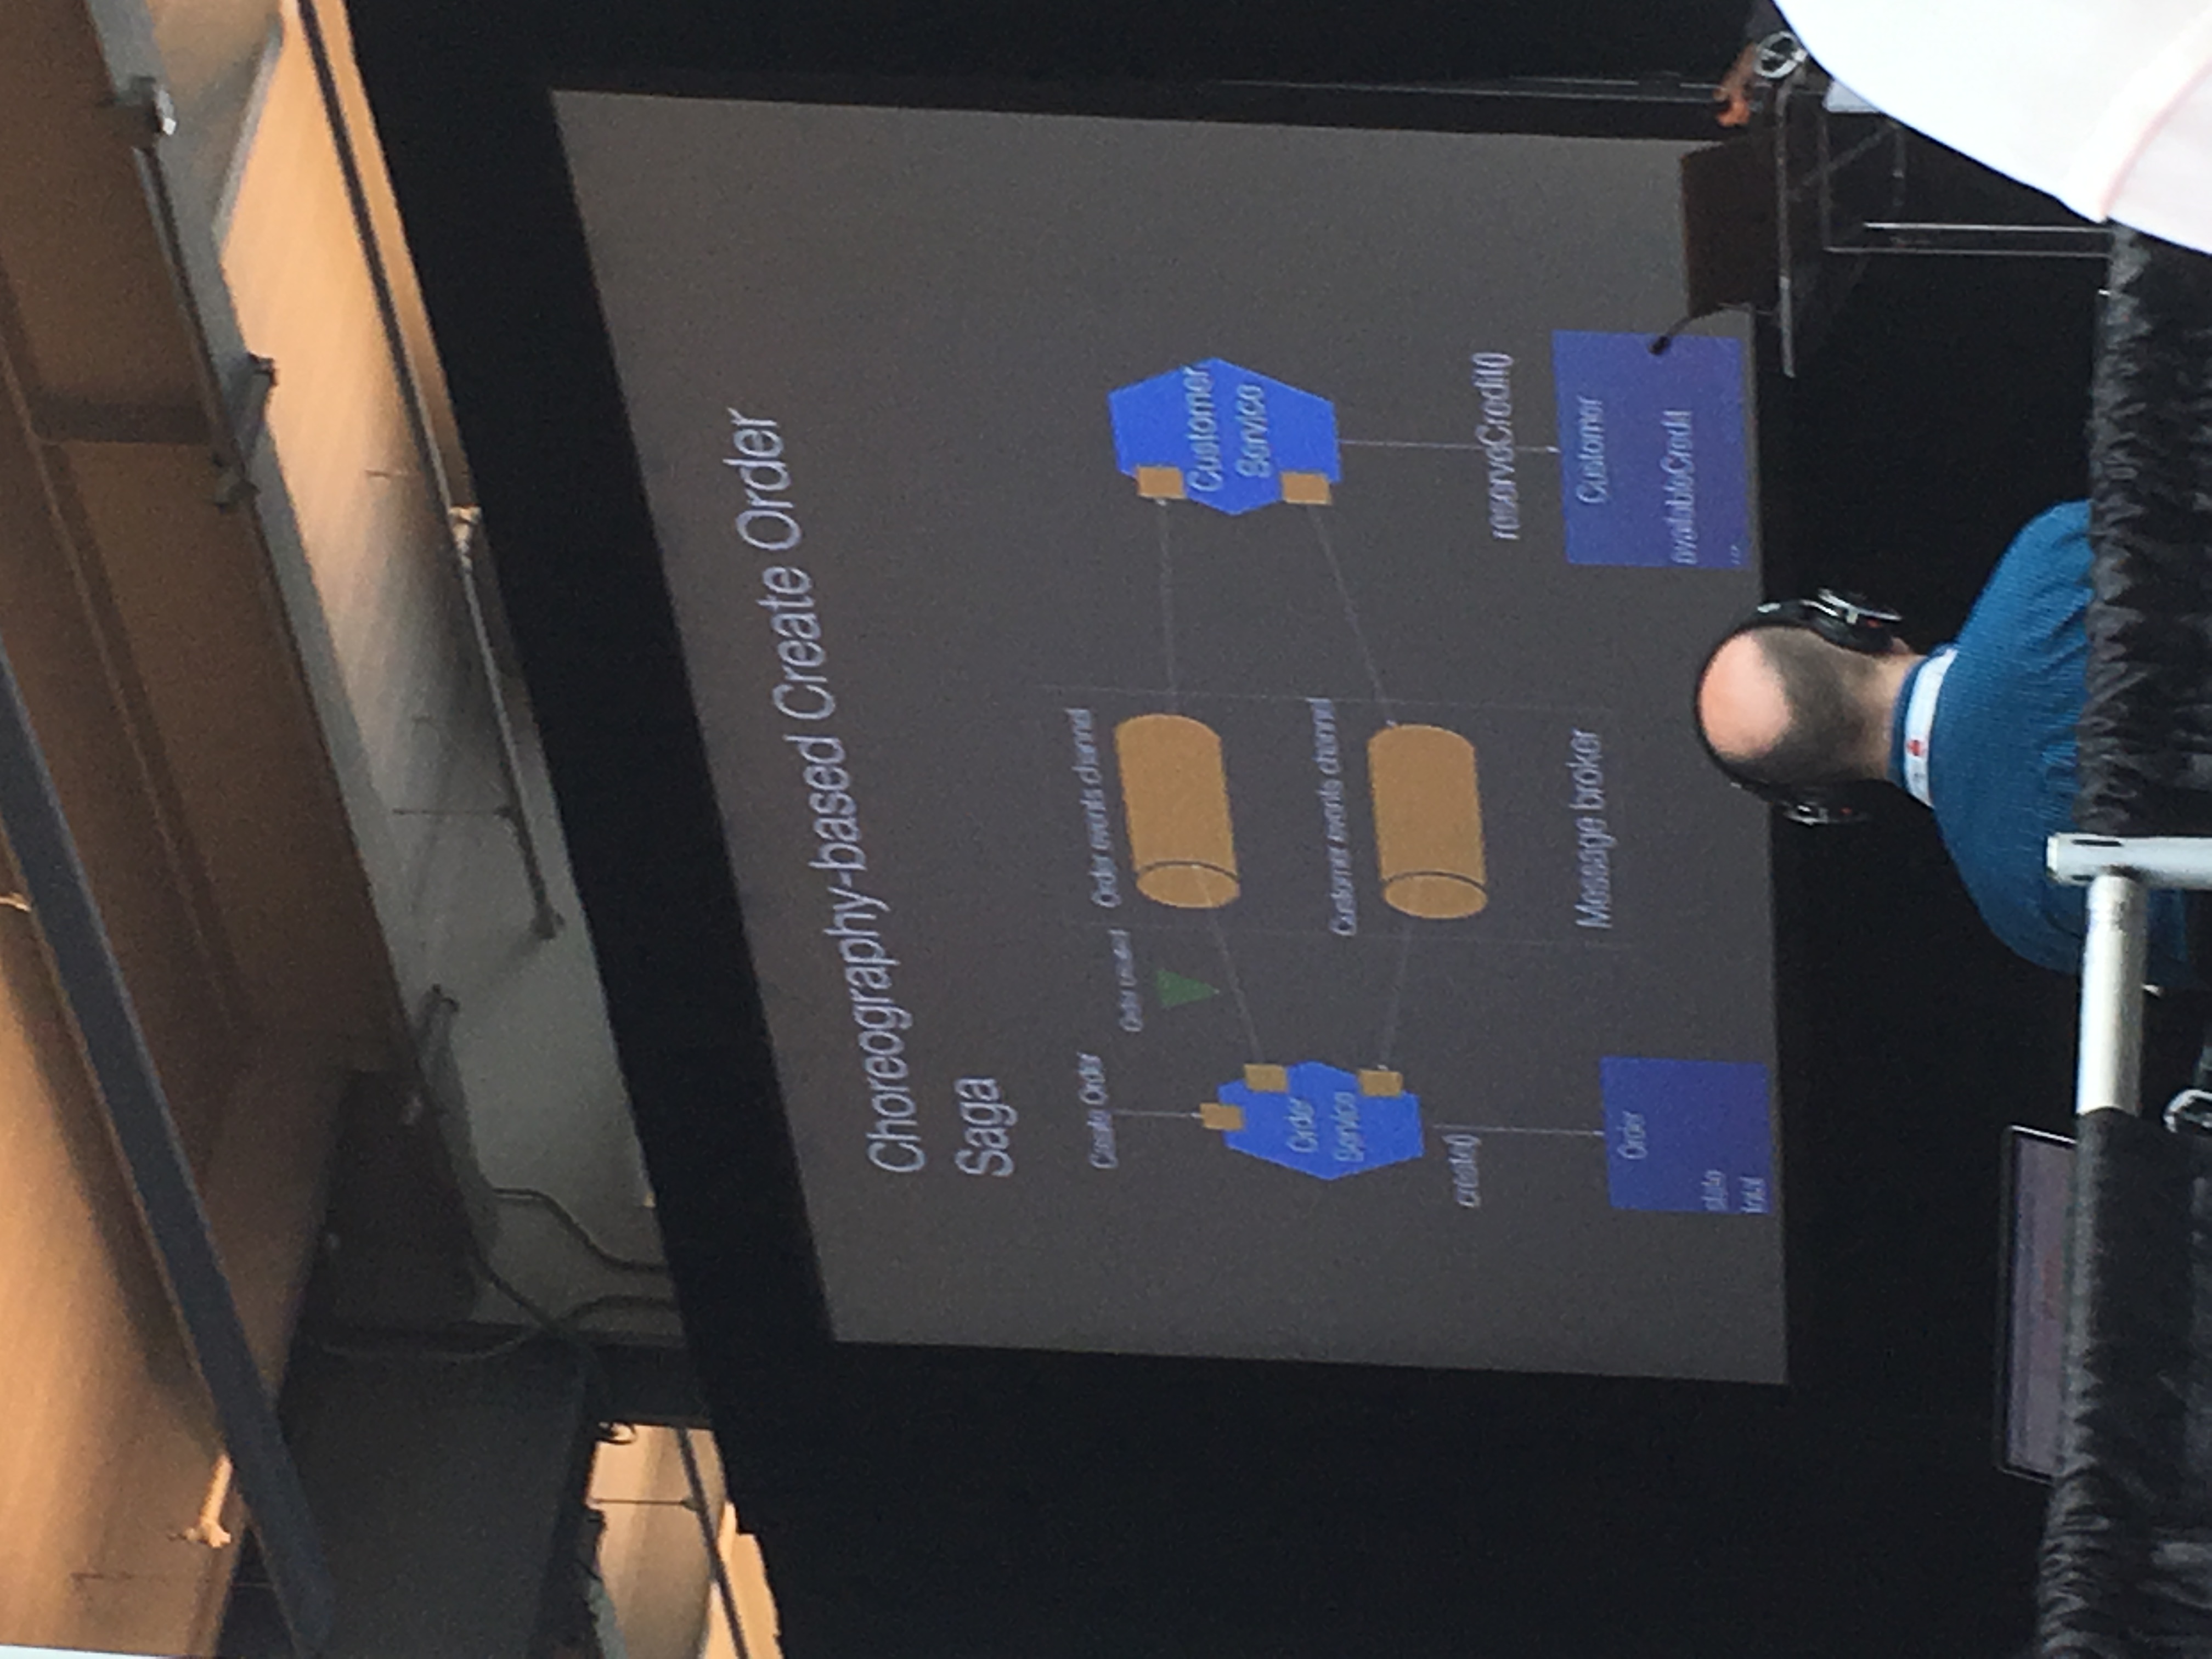 Choreography-based Create Order
Saga
Create Order
Order created
Order events channel
Customer
Service
Order
Service
Customer events channel
create()
reserveCredit()
Message broker
Order
state
total
Customer
availableCredit
...